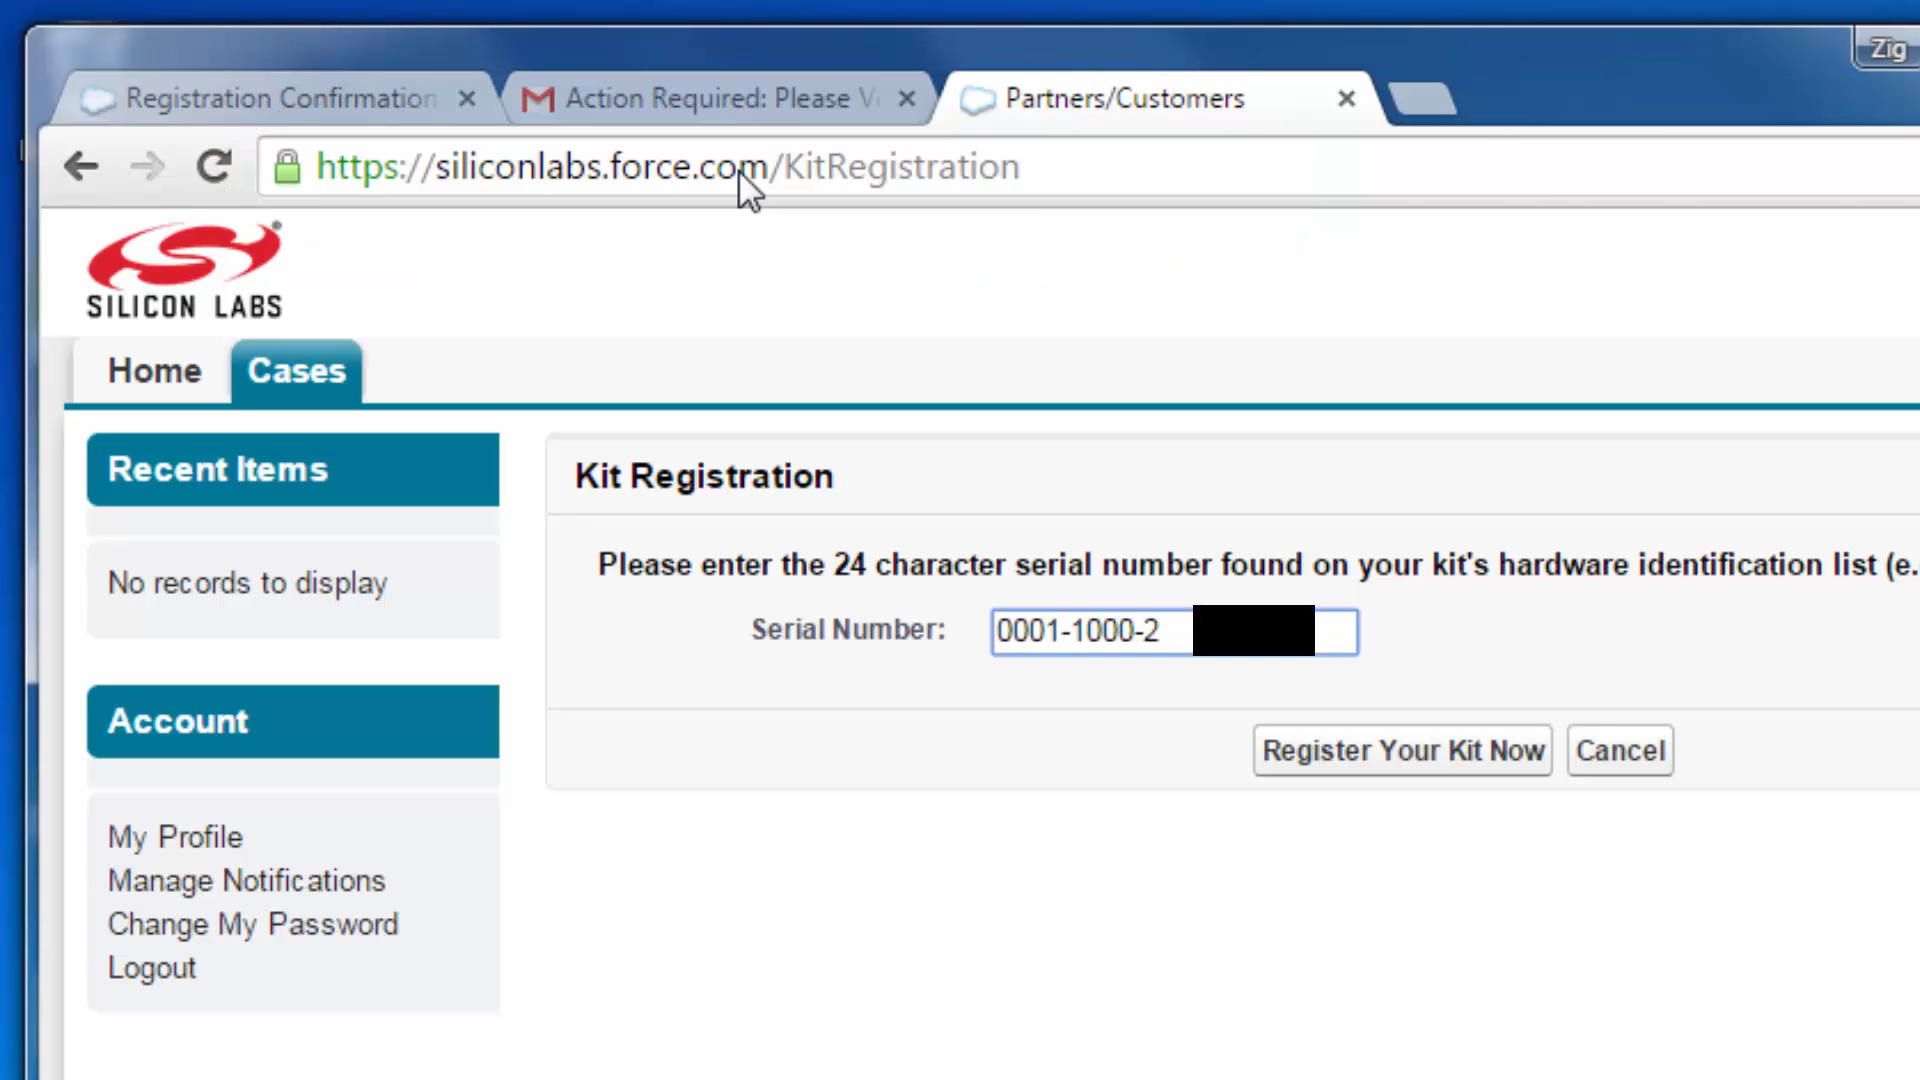 Zig
Registration Confirmation
Action Required: Please V
Partners/Customers
https://siliconlabs.force.com/KitRegistration
SILICON LABS
Home
Cases
Recent Items
No records to display
Account
My Profile
Manage Notifications
Change My Password
Logout
Kit Registration
Please enter the 24 character serial number found on your kit's hardware identification list (e.
Serial Number: 0001-1000-2
Register Your Kit Now
Cancel